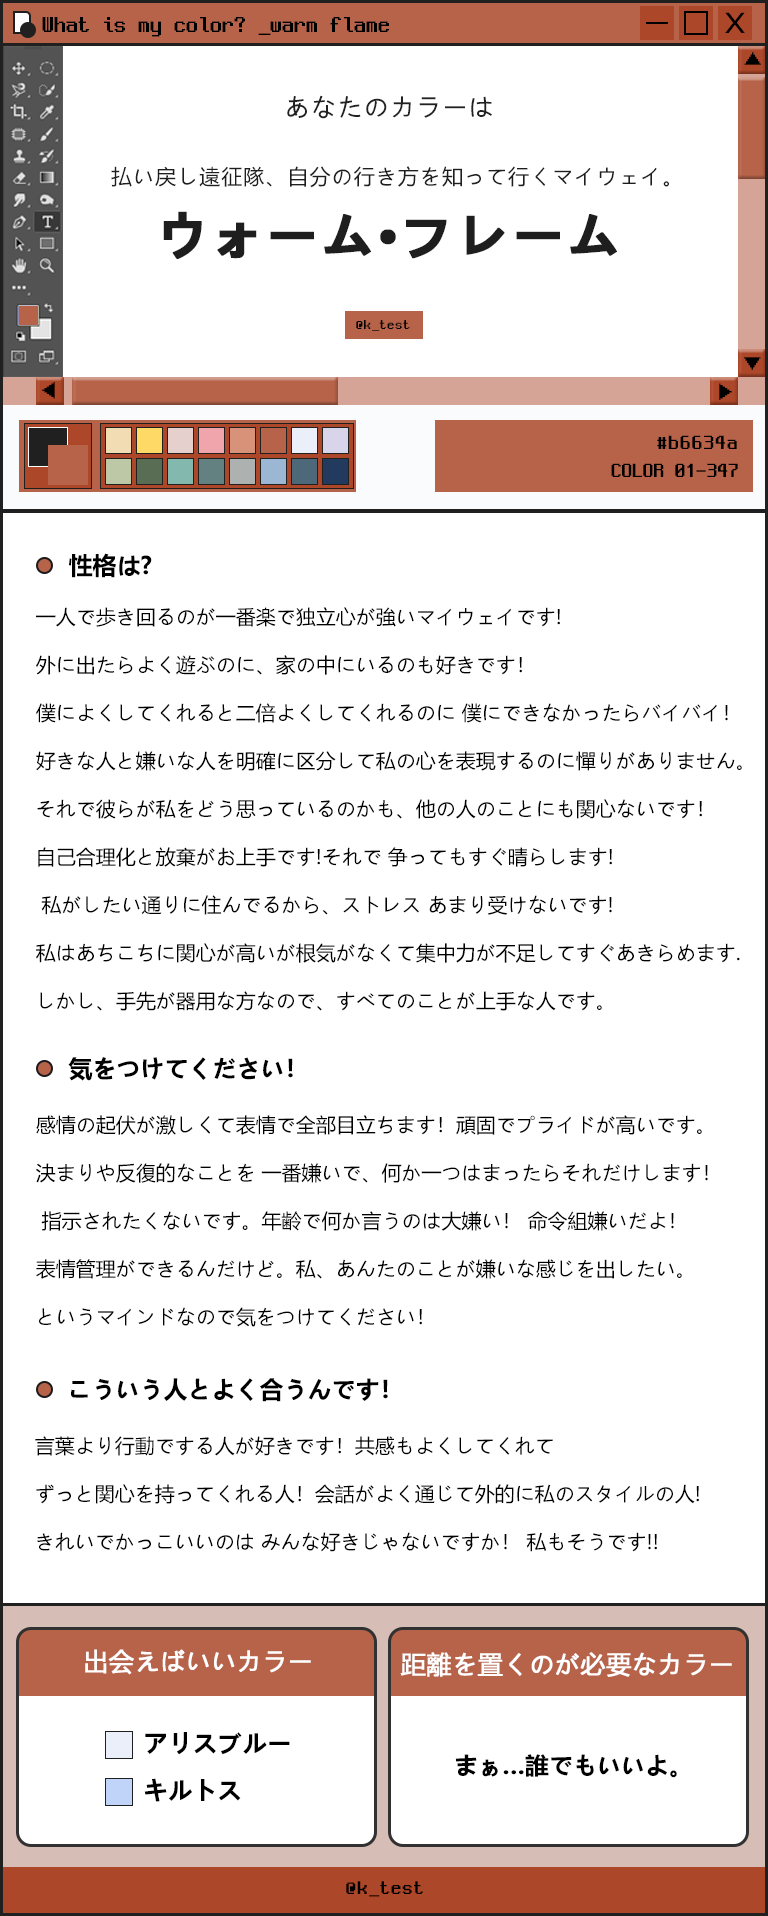 What is my color? _warm flame
あなたのカラーは
払い戻し遠征隊、自分の行き方を知って行くマイウェイ。
ウォーム・フレーム
@k_test
#b6634a
COLOR 01-347
性格は?
一人で歩き回るのが一番楽で独立心が強いマイウェイです!
外に出たらよく遊ぶのに、家の中にいるのも好きです!
僕によくしてくれると二倍よくしてくれるのに 僕にできなかったらバイバイ!
好きな人と嫌いな人を明確に区分して私の心を表現するのに憚りがありません。
それで彼らが私をどう思っているのかも、他の人のことにも関心ないです!
自己合理化と放棄がお上手です!それで 争ってもすぐ晴らします!
私がしたい通りに住んでるから、ストレス あまり受けないです!
私はあちこちに関心が高いが根気がなくて集中力が不足してすぐあきらめます.
しかし、手先が器用な方なので、すべてのことが上手な人です。
気をつけてください!
感情の起伏が激しくて表情で全部目立ちます! 頑固でプライドが高いです。
決まりや反復的なことを 一番嫌いで、何か一つはまったらそれだけします!
指示されたくないです。年齢で何か言うのは大嫌い! 命令組嫌いだよ!
表情管理ができるんだけど。私、あんたのことが嫌いな感じを出したい。
というマインドなので気をつけてください!
こういう人とよく合うんです!
言葉より行動でする人が好きです! 共感もよくしてくれて
ずっと関心を持ってくれる人! 会話がよく通じて外的に私のスタイルの人!
きれいでかっこいいのは みんな好きじゃないですか! 私もそうです!!
出会えばいいカラー
距離を置くのが必要なカラー
アリスブルー
キルトス
まぁ...誰でもいいよ。
@k_test